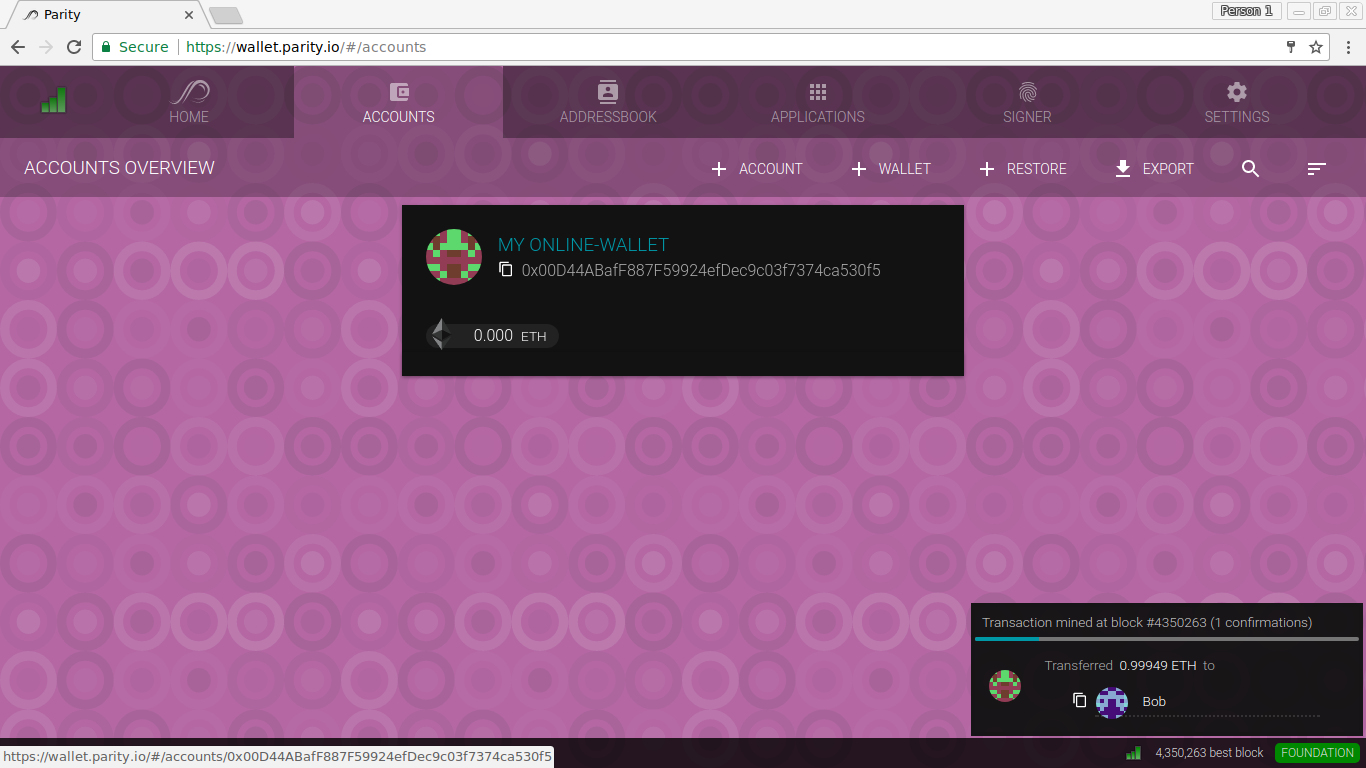 Parity
Person 1
Secure
https://wallet.parity.io/#/accounts
HOME
ACCOUNTS
ADDRESSBOOK
APPLICATIONS
SIGNER
SETTINGS
ACCOUNTS OVERVIEW
ACCOUNT
WALLET
RESTORE
EXPORT
MY ONLINE-WALLET
0x00D44ABafF887F59924efDec9c03f7374ca530f5
0.000 ETH
Transaction mined at block #4350263 (1 confirmations)
Transferred 0.99949 ETH to
Bob
https://wallet.parity.io/#/accounts/0x00D44ABafF887F59924efDec9c03f7374ca530f5
4,350,263 best block
FOUNDATION